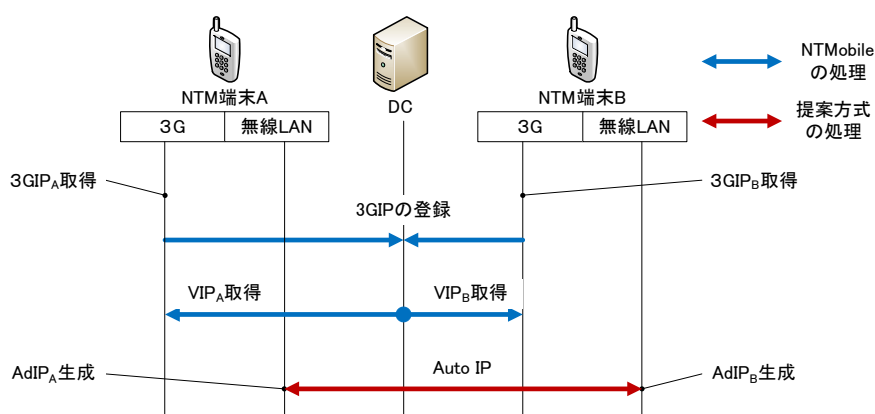 NTMobile
の処理
提案方式
の処理
NTM端末A
DC
NTM端末B
3G
無線LAN
3G
無線LAN
3GIPA取得
3GIPB取得
3GIPの登録
VIPA取得
VIPB取得
AdIPA生成
Auto IP
AdIPB生成